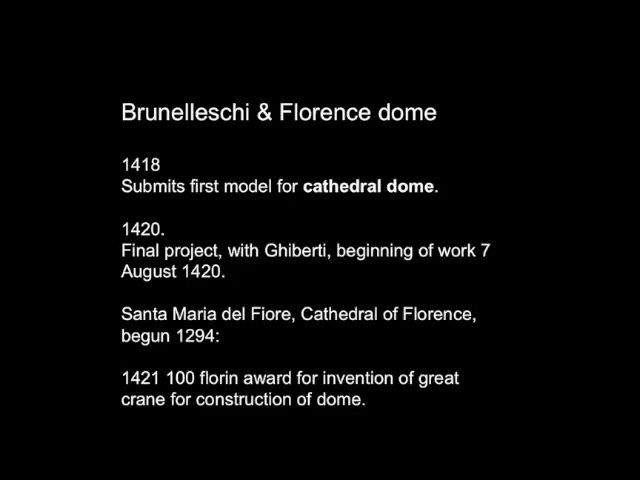 Brunelleschi & Florence dome
1418
Submits first model for cathedral dome.
1420.
Final project, with Ghiberti, beginning of work 7
August 1420.
Santa Maria del Fiore, Cathedral of Florence,
begun 1294:
1421 100 florin award for invention of great
crane for construction of dome.